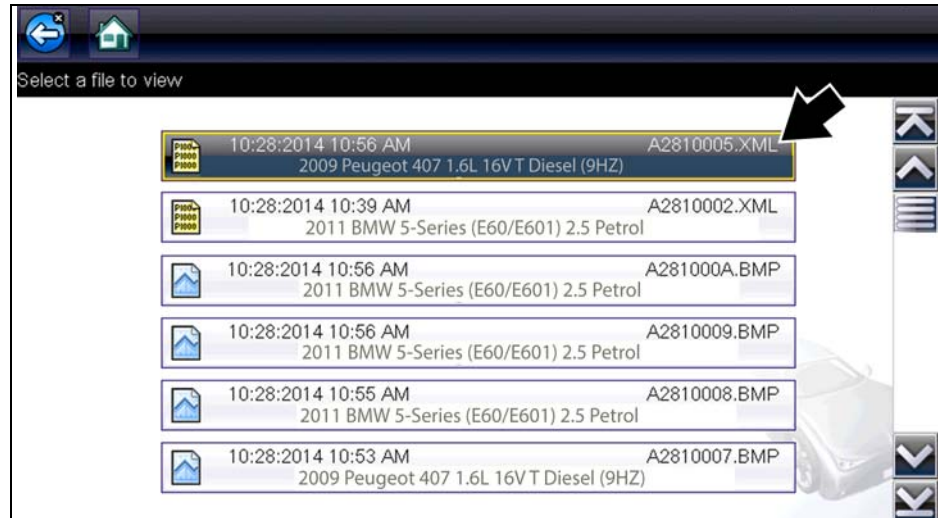 Select a file to view
10:28:2014 10:56 AM A2810005.XML
2009 Peugeot 407 1.6L 16V T Diesel (9HZ)
10:28:2014 10:39 AM A2810002.XML
2011 BMW 5-Series (E60/E601) 2.5 Petrol
10:28:2014 10:56 AM A281000A.BMP
2011 BMW 5-Series (E60/E601) 2.5 Petrol
10:28:2014 10:56 AM A2810009.BMP
2011 BMW 5-Series (E60/E601) 2.5 Petrol
10:28:2014 10:55 AM A2810008.BMP
2011 BMW 5-Series (E60/E601) 2.5 Petrol
10:28:2014 10:53 AM A2810007.BMP
2009 Peugeot 407 1.6L 16V T Diesel (9HZ)